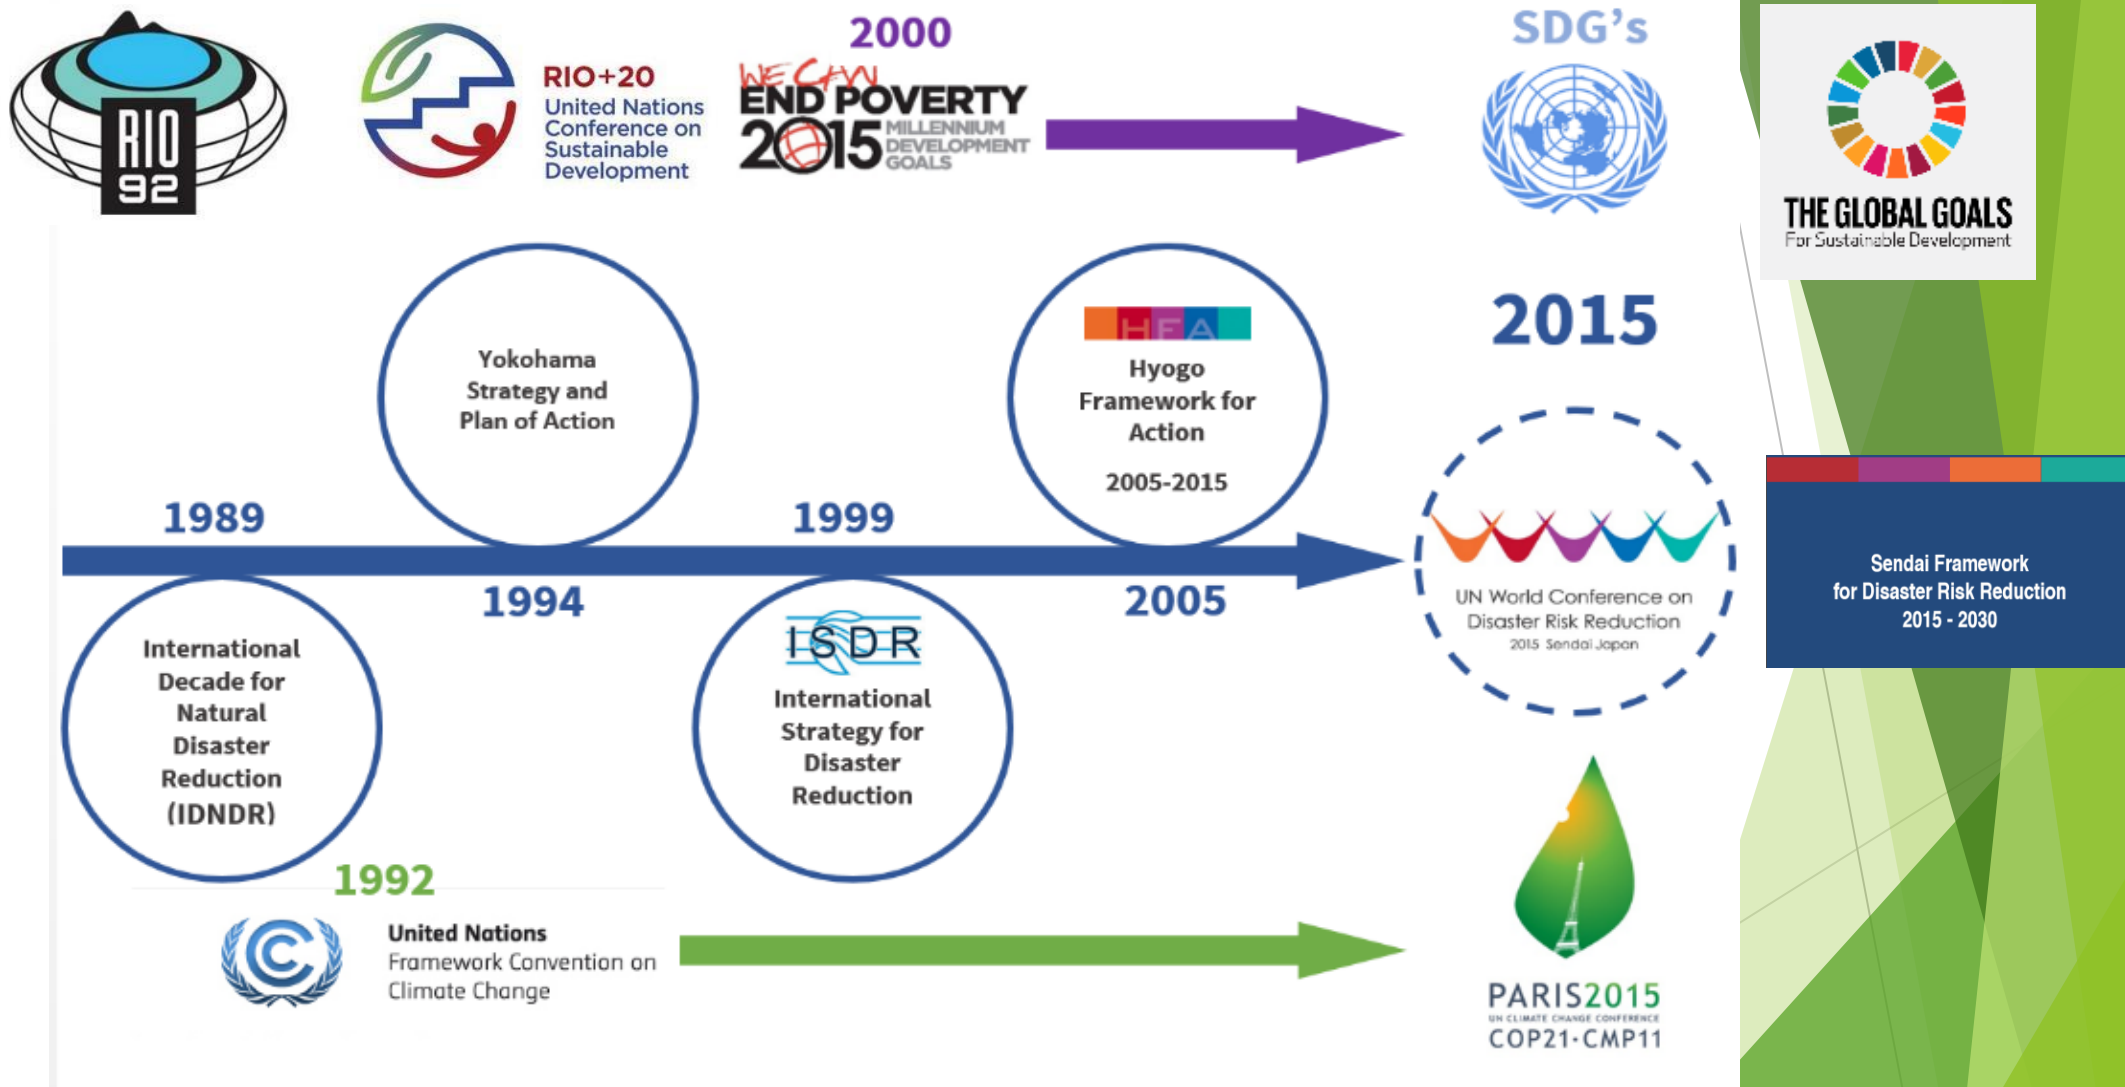 RIO
92
RIO+20
United Nations
Conference on
Sustainable
Development
2000
WE CAN
END POVERTY
2015 MILLENNIUM
DEVELOPMENT
GOALS
SDG's
THE GLOBAL GOALS
For Sustainable Development
Yokohama
Strategy and
Plan of Action
HFA
Hyogo
Framework for
Action
2005-2015
2015
1989
1999
1994
2005
International
Decade for
Natural
Disaster
Reduction
(IDNDR)
ISDR
International
Strategy for
Disaster
Reduction
UN World Conference on
Disaster Risk Reduction
2015 Sendai Japan
Sendai Framework
for Disaster Risk Reduction
2015 - 2030
1992
United Nations
Framework Convention on
Climate Change
PARIS2015
UN CLIMATE CHANGE CONFERENCE
COP21·CMP11